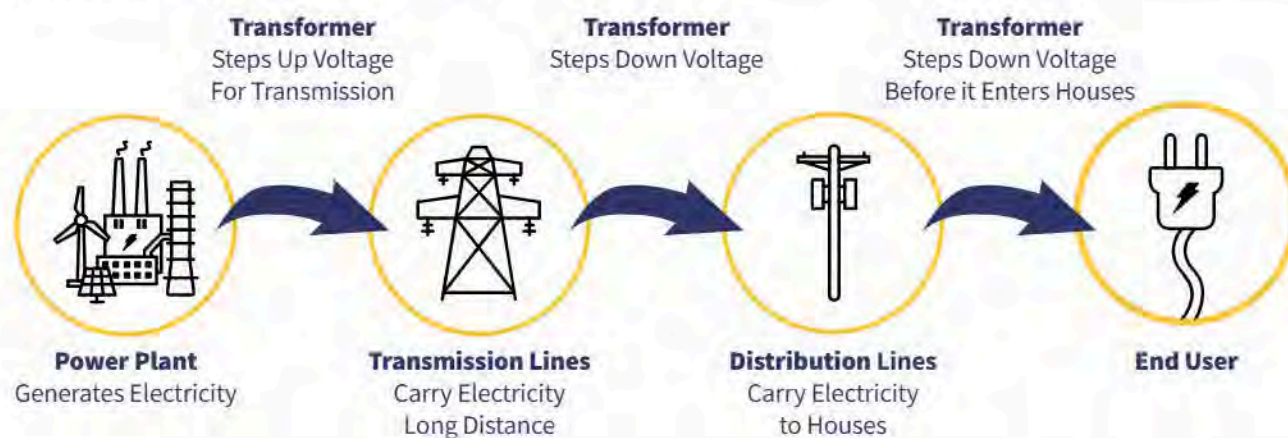 Transformer
Steps Up Voltage
For Transmission
Transformer
Steps Down Voltage
Transformer
Steps Down Voltage
Before it Enters Houses
Power Plant
Generates Electricity
Transmission Lines
Carry Electricity
Long Distance
Distribution Lines
Carry Electricity
to Houses
End User